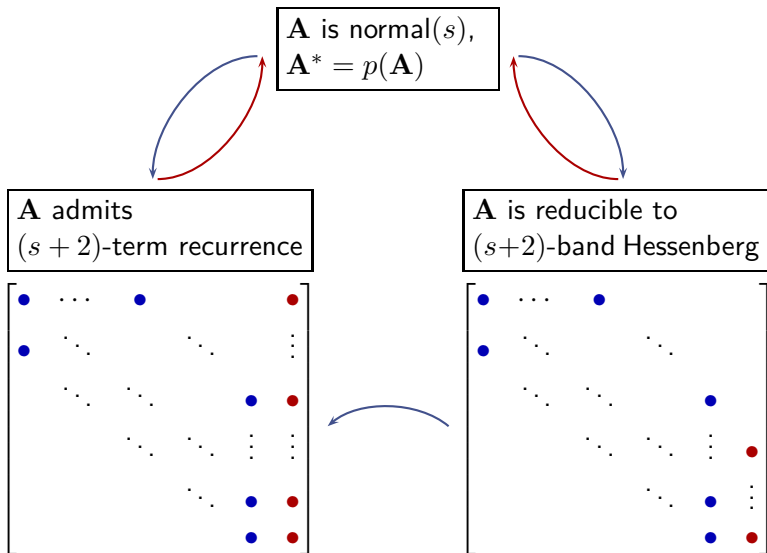 A is normal(s),
A* = p(A)
A admits
(s + 2)-term recurrence
A is reducible to
(s+2)-band Hessenberg